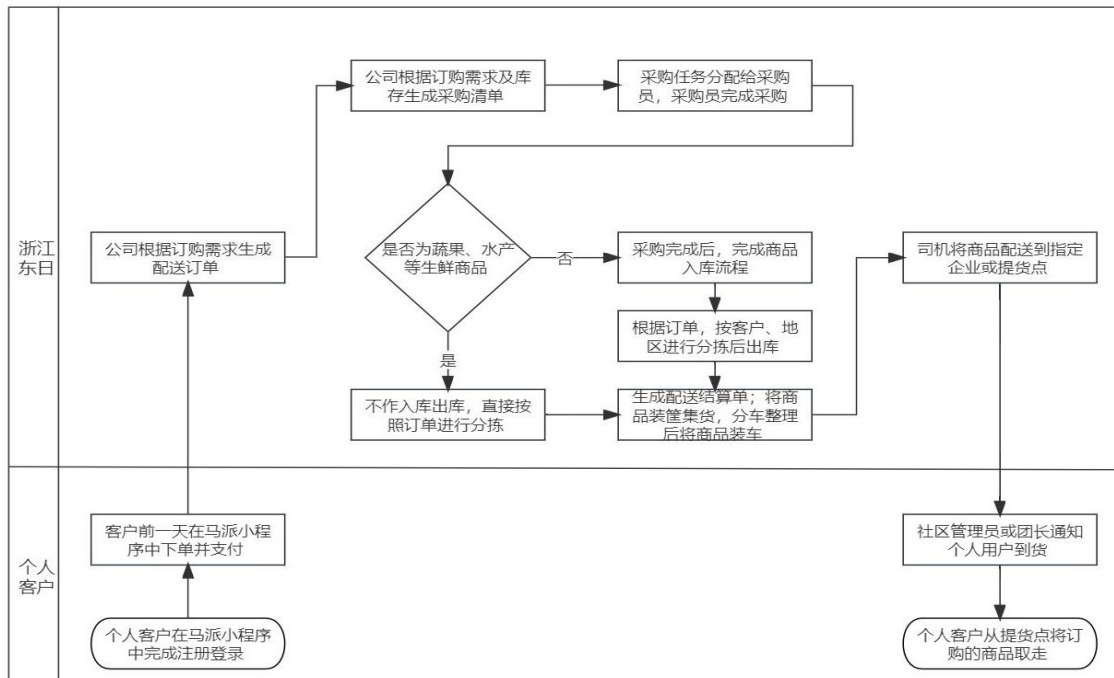 浙江
东日
公司根据订购需求及库
存生成采购清单
采购任务分配给采购
员，采购员完成采购
公司根据订购需求生成
配送订单
是否为蔬果、水产
等生鲜商品
否
采购完成后，完成商品
入库流程
司机将商品配送到指定
企业或提货点
根据订单，按客户、地
区进行分拣后出库
是
不作入库出库，直接按
照订单进行分拣
生成配送结算单；将商
品装筐集货，分车整理
后将商品装车
个人
客户
客户前一天在马派小程
序中下单并支付
社区管理员或团长通知
个人用户到货
个人客户在马派小程序
中完成注册登录
个人客户从提货点将订
购的商品取走